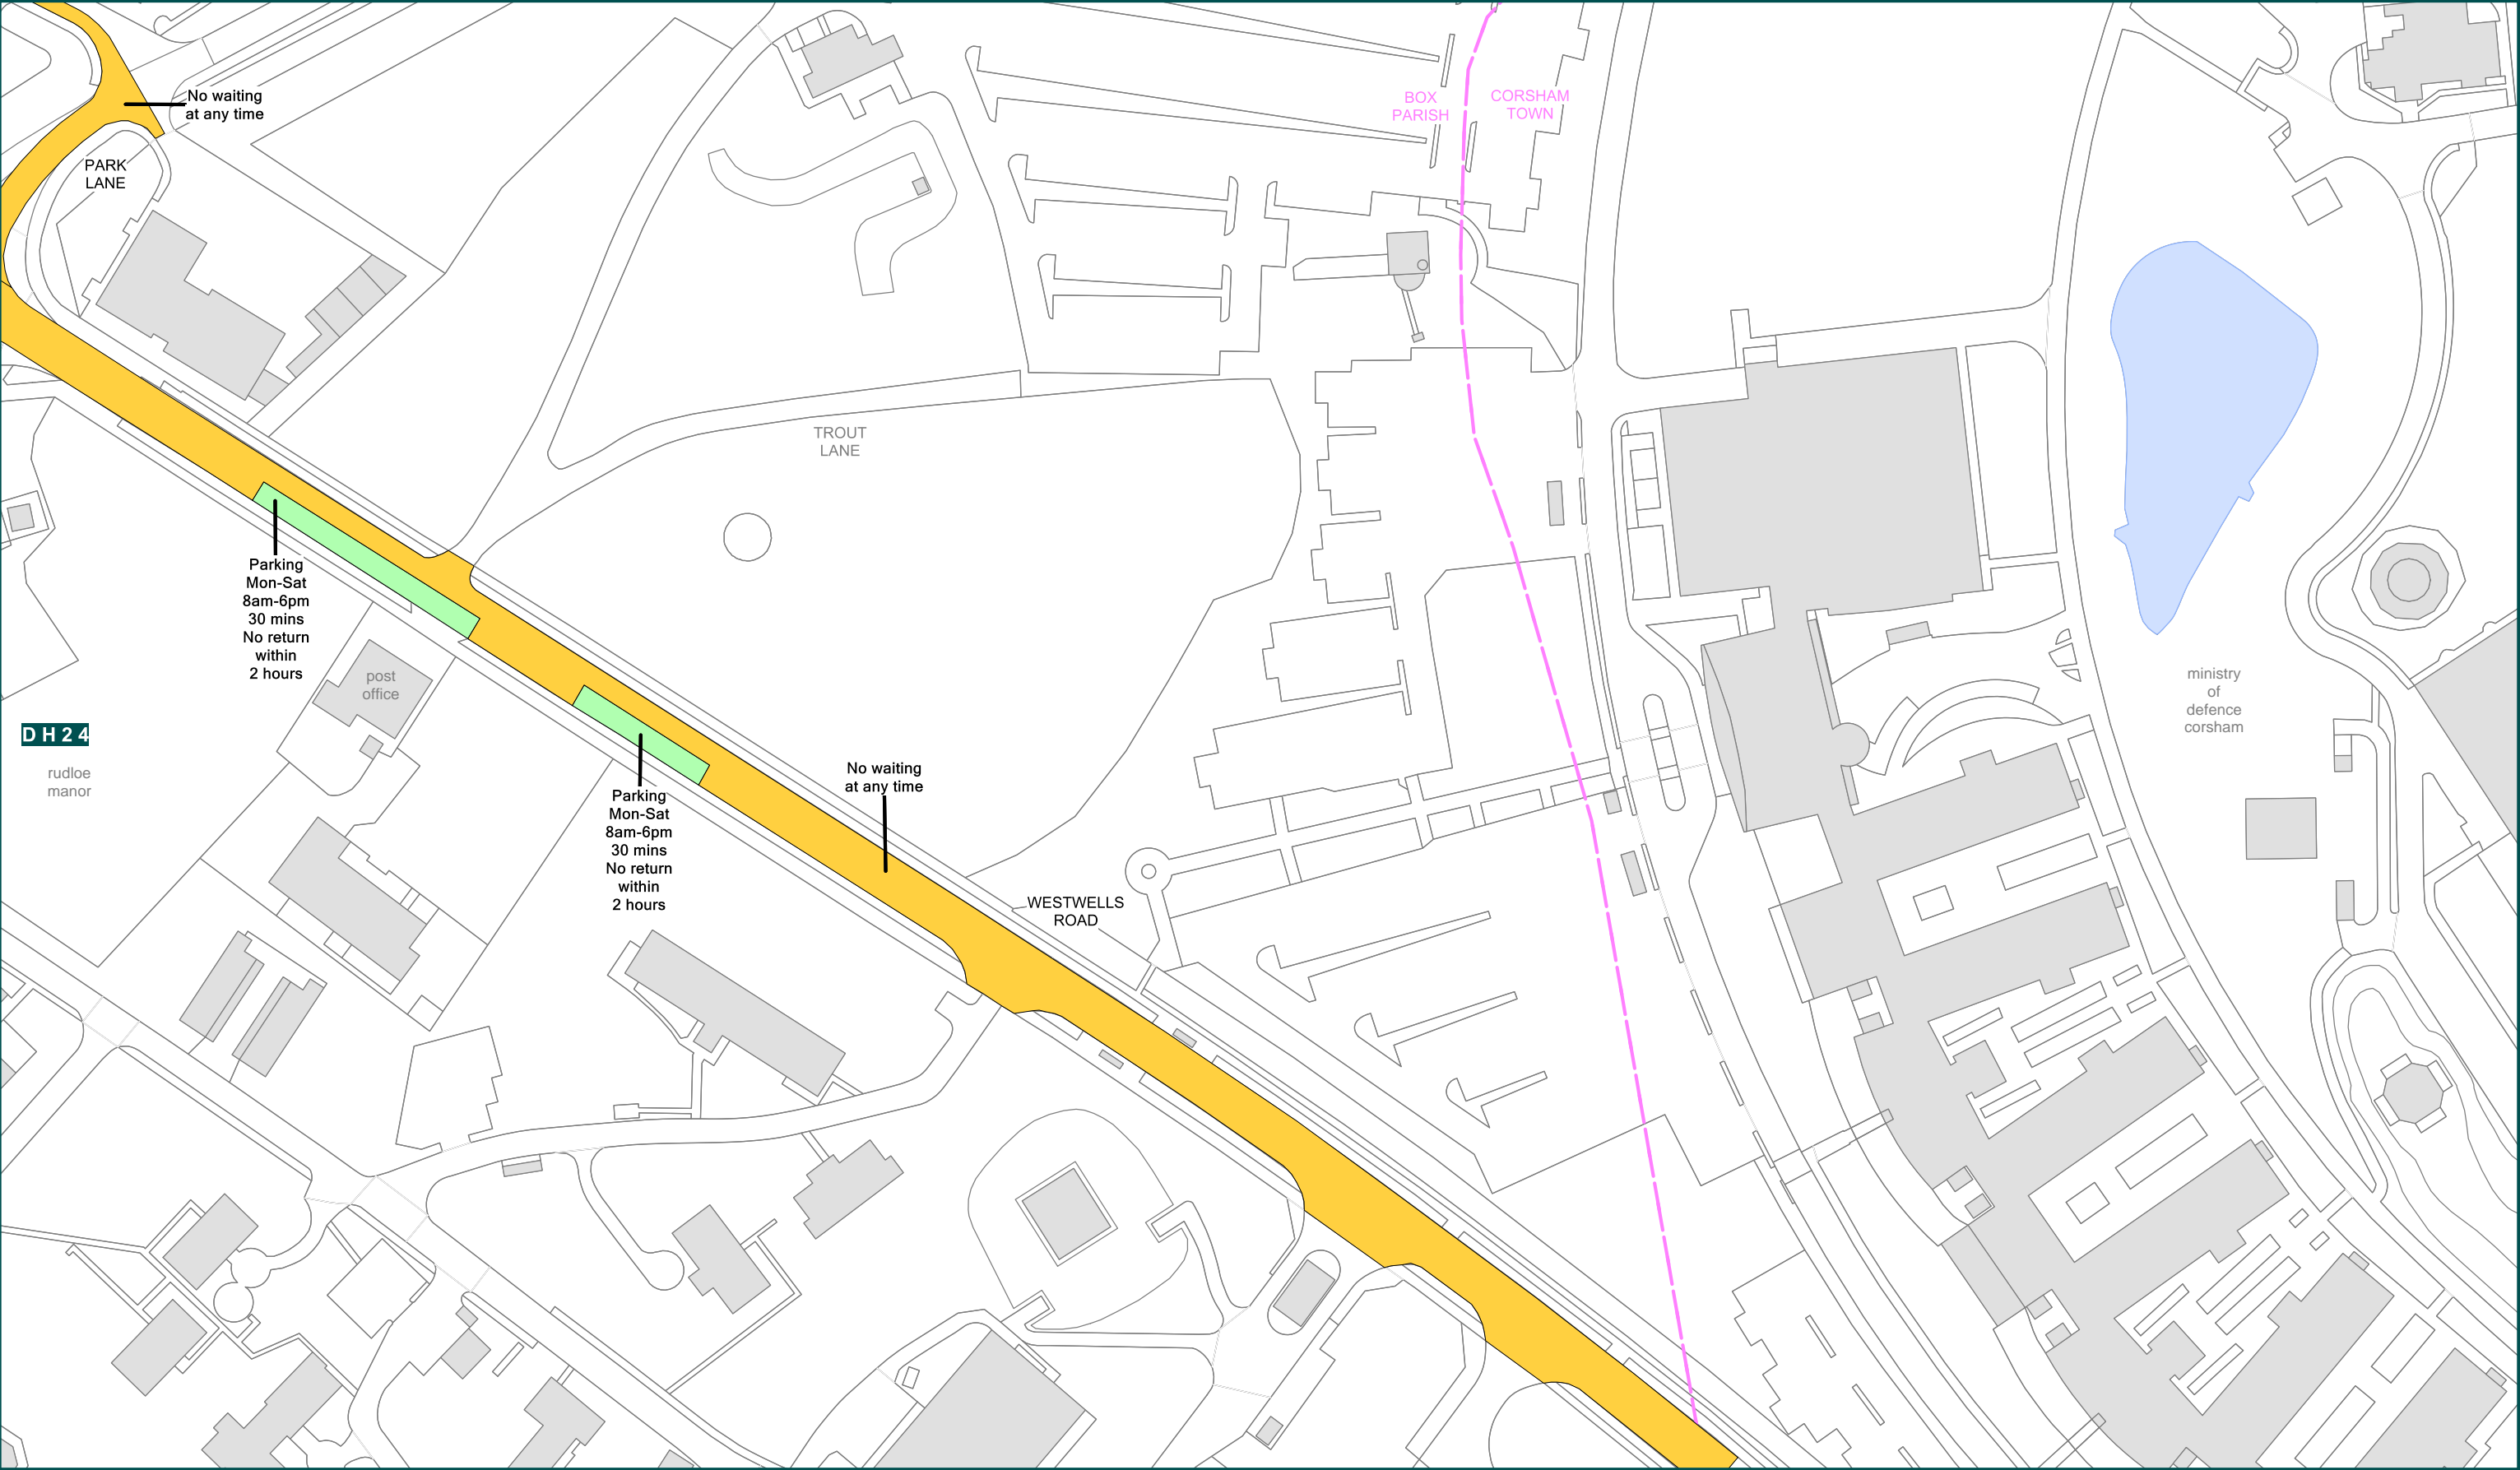 No waiting
at any time
BOX
PARISH
CORSHAM
TOWN
PARK
LANE
TROUT
LANE
Parking
Mon-Sat
8am-6pm
30 mins
No return
within
2 hours
post
office
ministry
of
defence
corsham
DH24
rudloe
manor
No waiting
at any time
Parking
Mon-Sat
8am-6pm
30 mins
No return
within
2 hours
WESTWELLS
ROAD